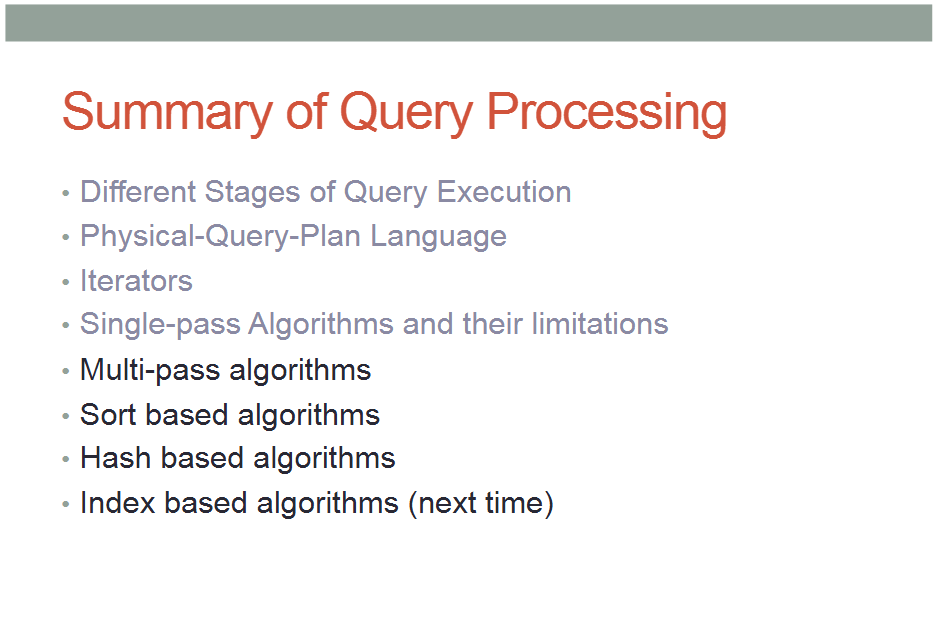 Summary of Query Processing
• Different Stages of Query Execution
• Physical-Query-Plan Language
• Iterators
• Single-pass Algorithms and their limitations
• Multi-pass algorithms
• Sort based algorithms
• Hash based algorithms
• Index based algorithms (next time)